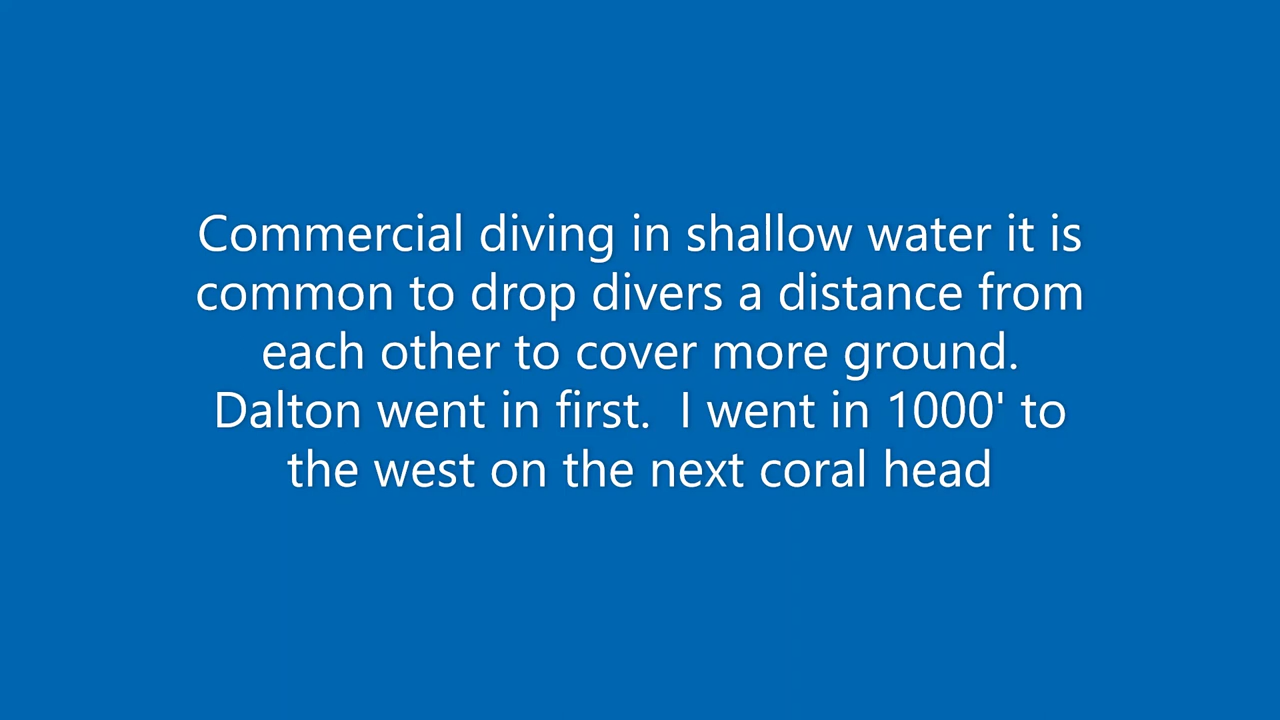 Commercial diving in shallow water it is
common to drop divers a distance from
each other to cover more ground.
Dalton went in first.  I went in 1000' to
the west on the next coral head